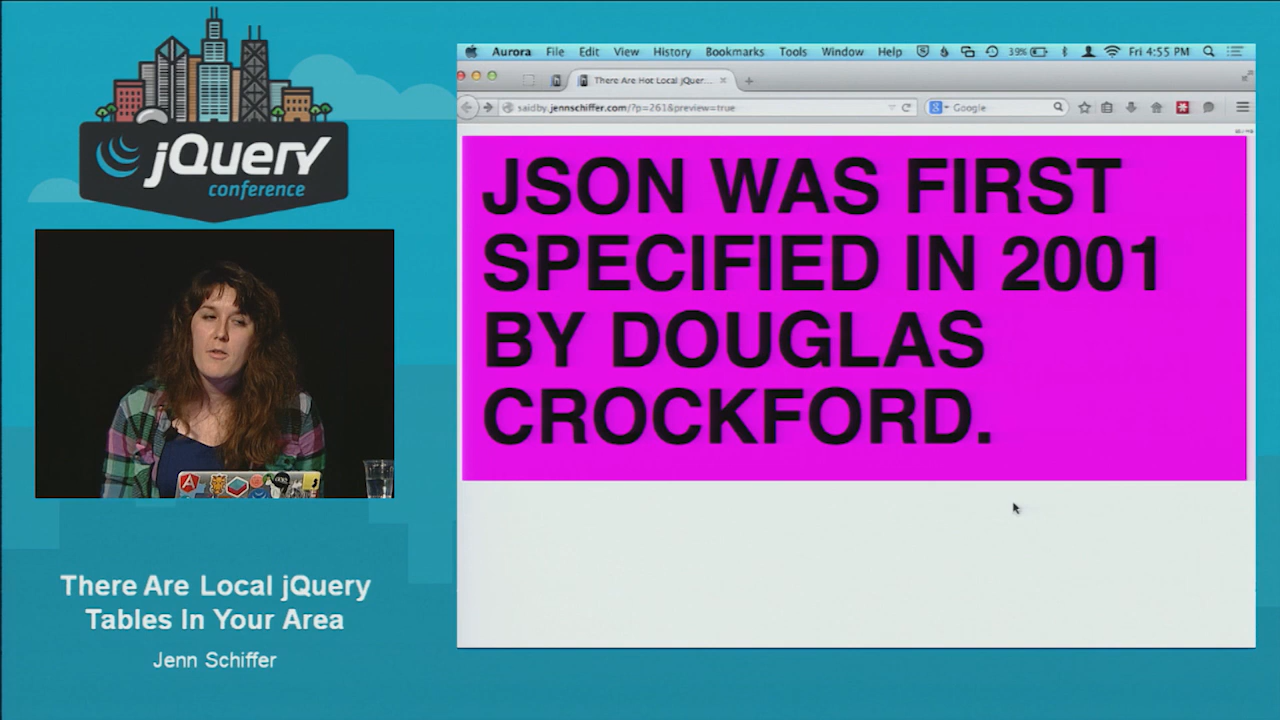 jQuery
conference
There Are Local jQuery
Tables In Your Area
Jenn Schiffer
Aurora File Edit View History Bookmarks Tools Window Help 39% Fri 4:55 PM
There Are Hot Local jQuer...
saidby.jennschiffer.com/?p=261&preview=true
Google
JSON WAS FIRST
SPECIFIED IN 2001
BY DOUGLAS
CROCKFORD.